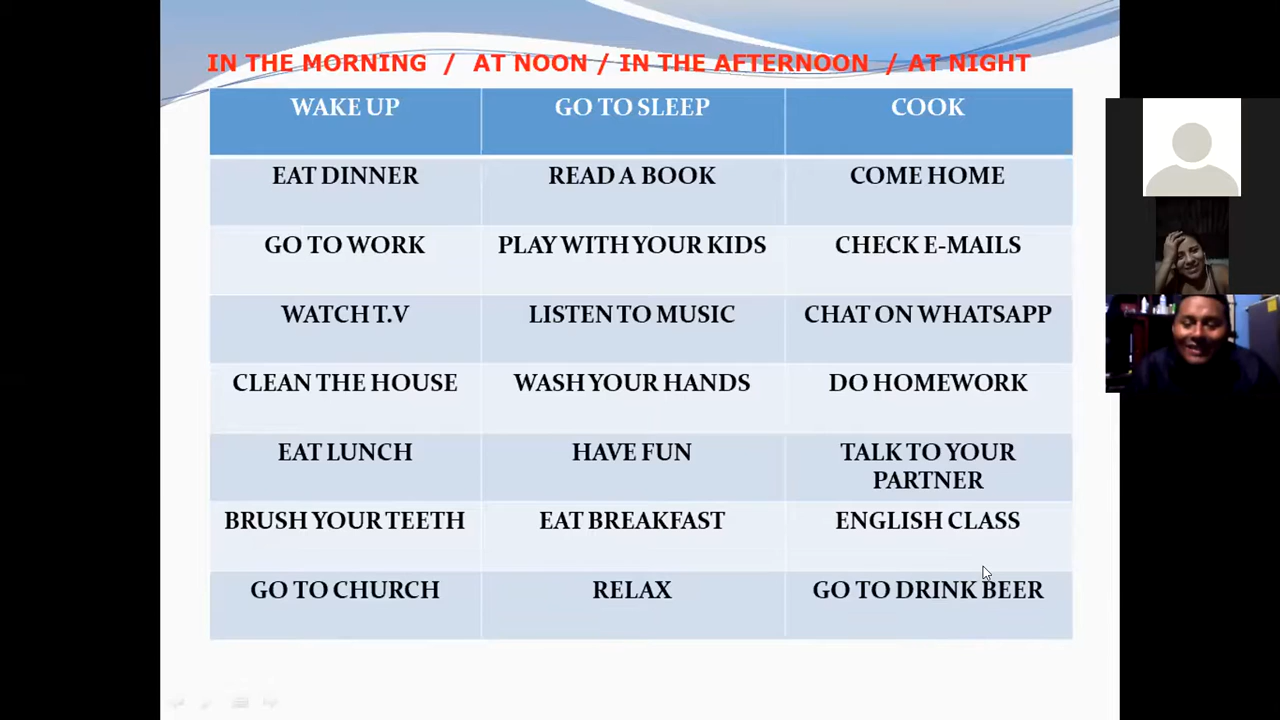 IN THE MORNING / AT NOON / IN THE AFTERNOON / AT NIGHT
WAKE UP GO TO SLEEP COOK
EAT DINNER READ A BOOK COME HOME
GO TO WORK PLAY WITH YOUR KIDS CHECK E-MAILS
WATCH T.V LISTEN TO MUSIC CHAT ON WHATSAPP
CLEAN THE HOUSE WASH YOUR HANDS DO HOMEWORK
EAT LUNCH HAVE FUN TALK TO YOUR
PARTNER
BRUSH YOUR TEETH EAT BREAKFAST ENGLISH CLASS
GO TO CHURCH RELAX GO TO DRINK BEER